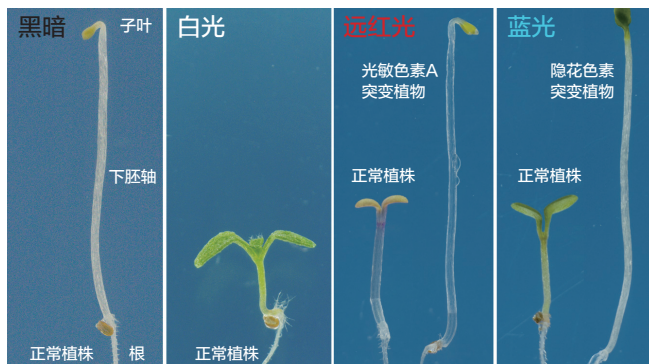 黑暗
子叶
下胚轴
正常植株
根
白光
正常植株
远红光
光敏色素A
突变植物
正常植株
蓝光
隐花色素
突变植物
正常植株